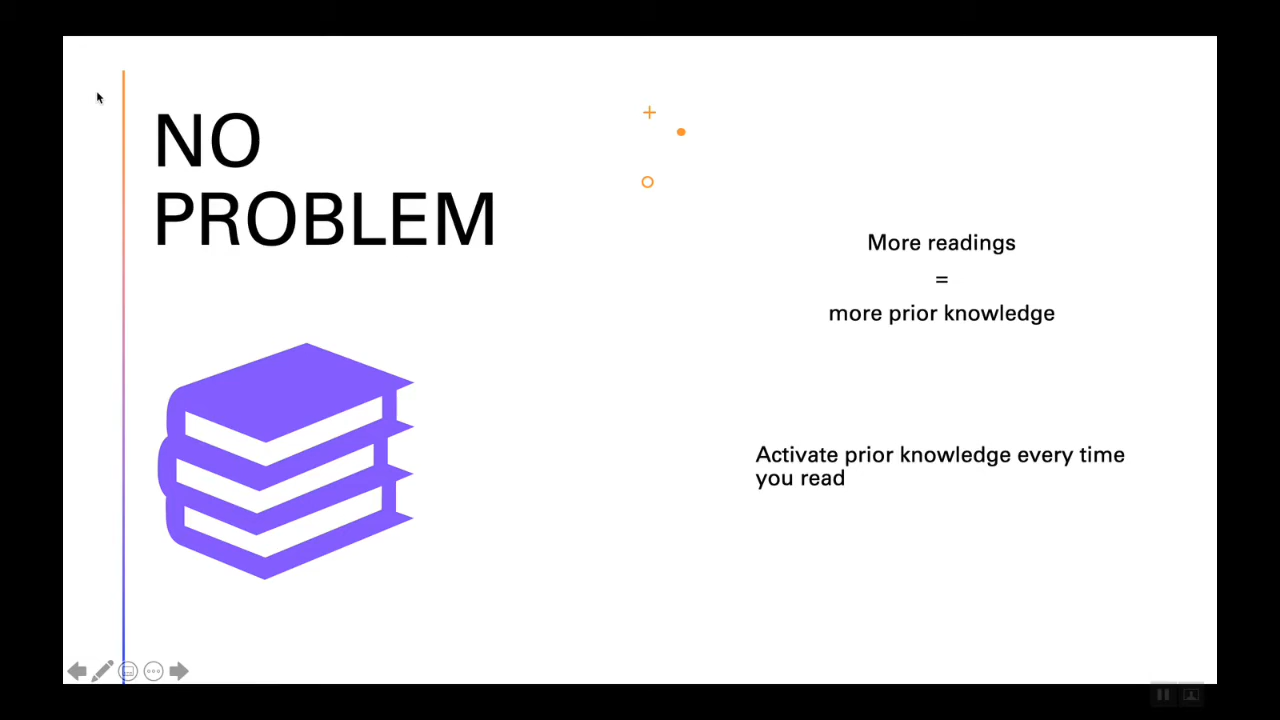 NO
PROBLEM
More readings
=
more prior knowledge
Activate prior knowledge every time
you read